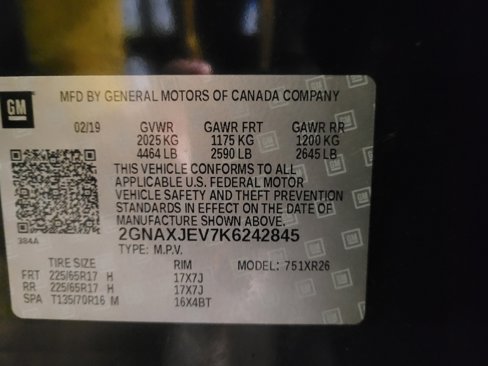 GM
MFD BY GENERAL MOTORS OF CANADA COMPANY
02/19 GVWR GAWR FRT GAWR RR
2025 KG 1175 KG 1200 KG
4464 LB 2590 LB 2645 LB
THIS VEHICLE CONFORMS TO ALL
APPLICABLE U.S. FEDERAL MOTOR
VEHICLE SAFETY AND THEFT PREVENTION
STANDARDS IN EFFECT ON THE DATE OF
MANUFACTURE SHOWN ABOVE.
384A
2GNAXJEV7K6242845
TYPE: M.P.V.
TIRE SIZE RIM MODEL: 751XR26
FRT 225/65R17 H 17X7J
RR 225/65R17 H 17X7J
SPA T135/70R16 M 16X4BT